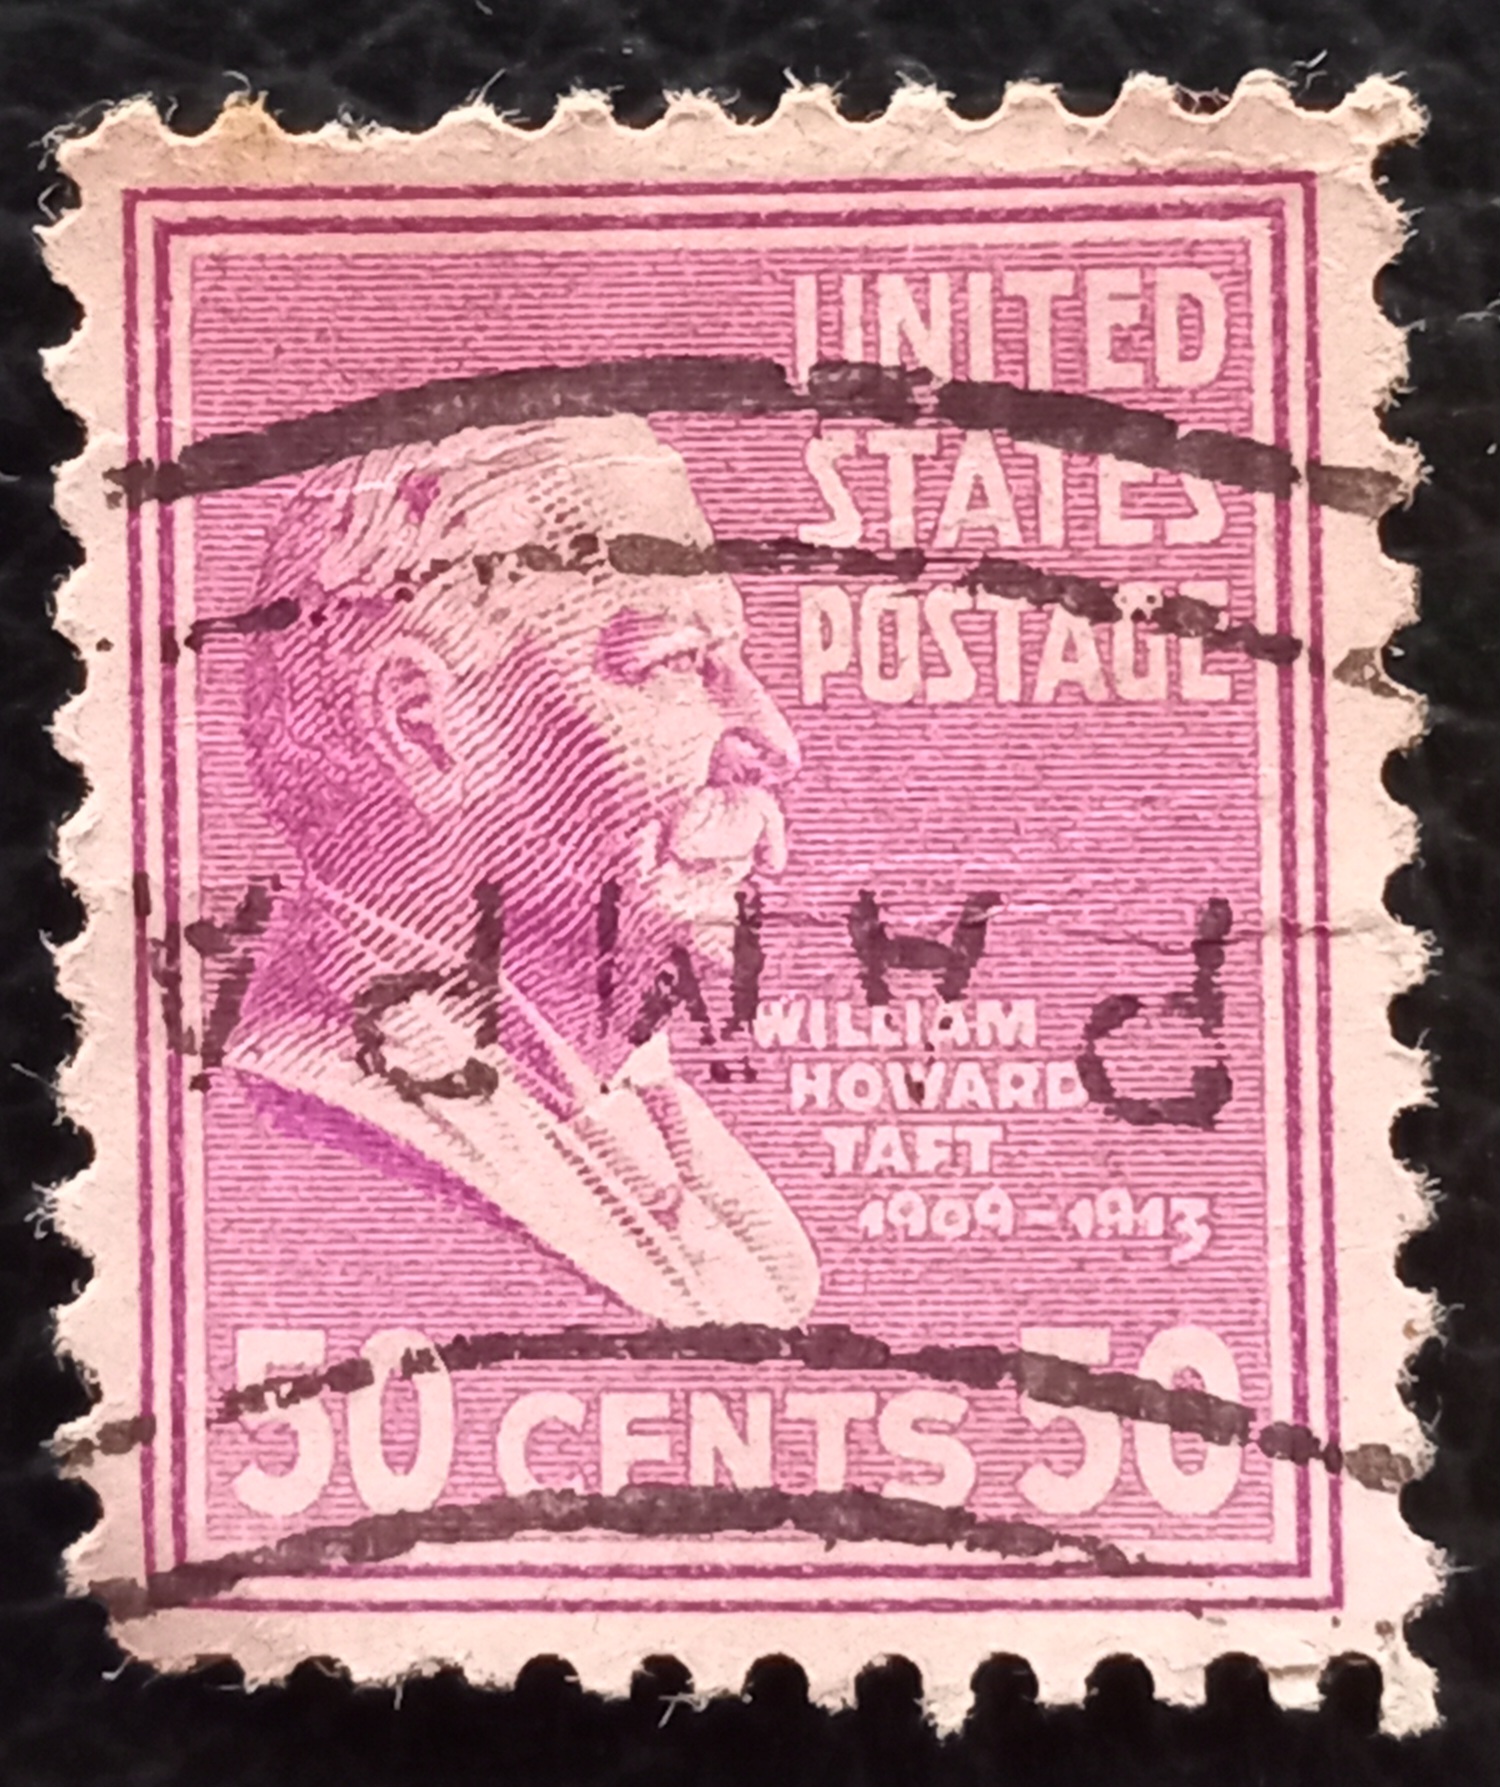 UNITED
STATES
POSTAGE
WILLIAM
HOWARD
TAFT
1909-1913
50 CENTS 50